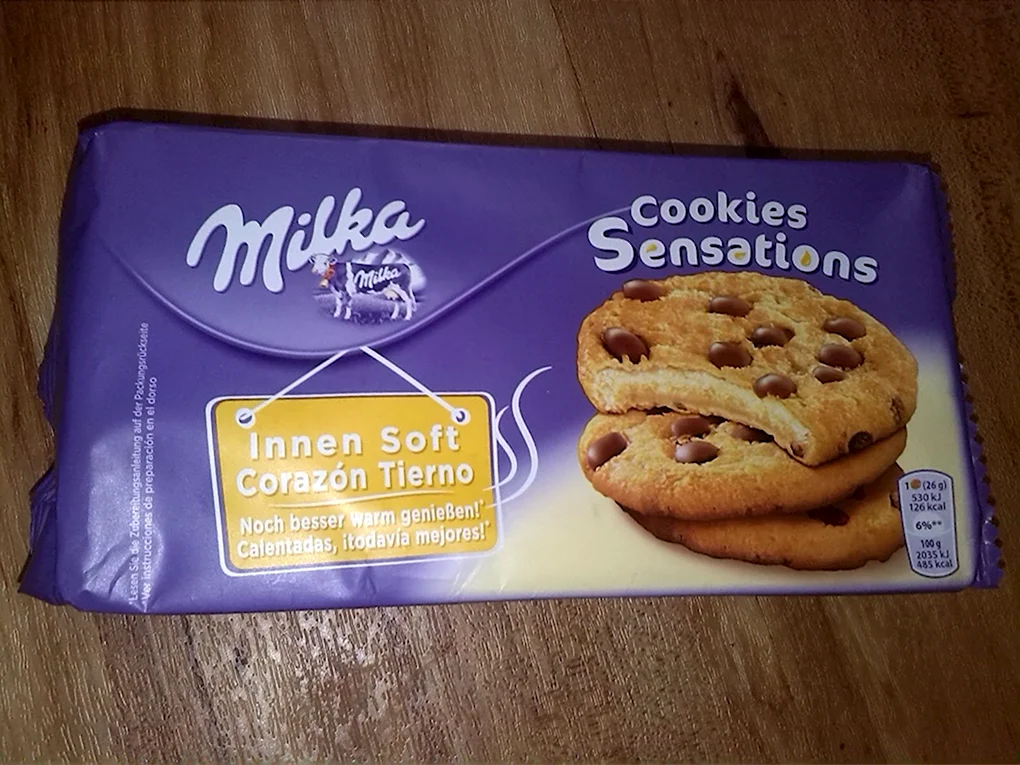 Milka
Milka
Cookies
Sensations
Innen Soft
Corazón Tierno
Noch besser warm genießen!*
Calentadas, ¡todavía mejores!*
*Lesen Sie die Zubereitungsanleitung auf der Packungsrückseite
*Ver instrucciones de preparación en el dorso
1 (26 g)
530 kJ
126 kcal
6%**
100 g
2035 kJ
485 kcal